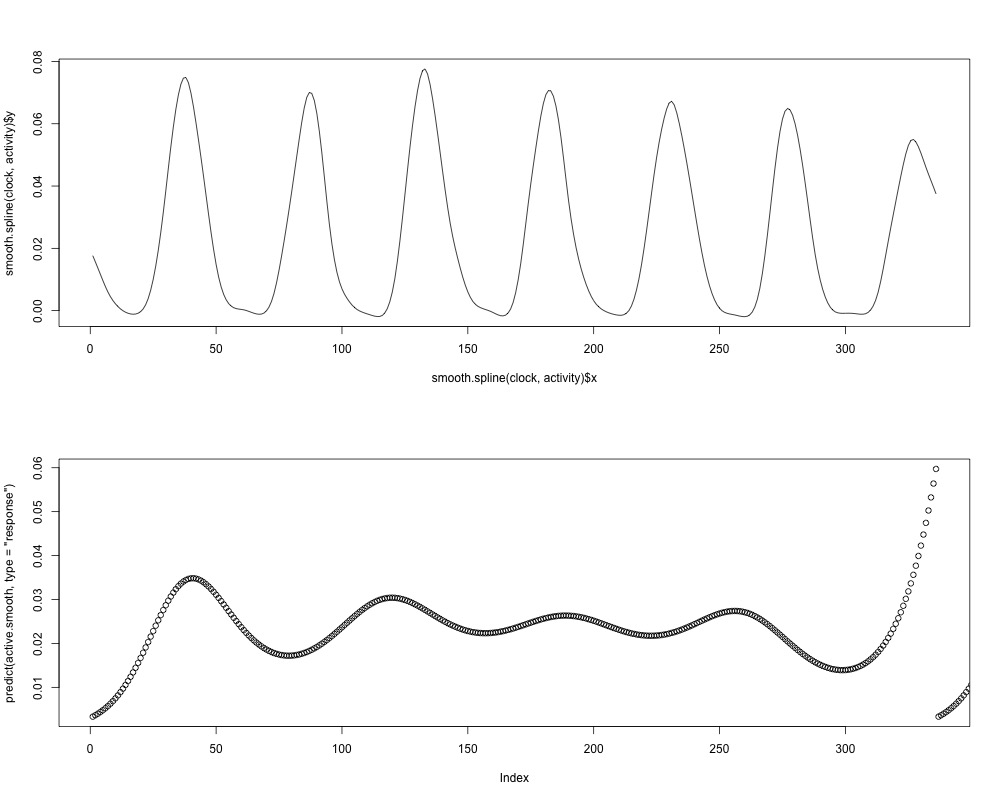 smooth.spline(clock, activity)$y
0.00 0.02 0.04 0.06 0.08
0 50 100 150 200 250 300
smooth.spline(clock, activity)$x
predict(active.smooth, type = "response")
0.01 0.02 0.03 0.04 0.05 0.06
0 50 100 150 200 250 300
Index